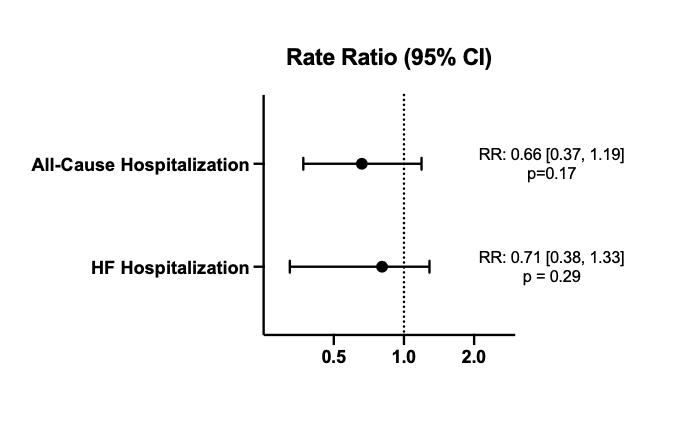 Rate Ratio (95% CI)
All-Cause Hospitalization
RR: 0.66 [0.37, 1.19]
p=0.17
HF Hospitalization
RR: 0.71 [0.38, 1.33]
p = 0.29
0.5 1.0 2.0